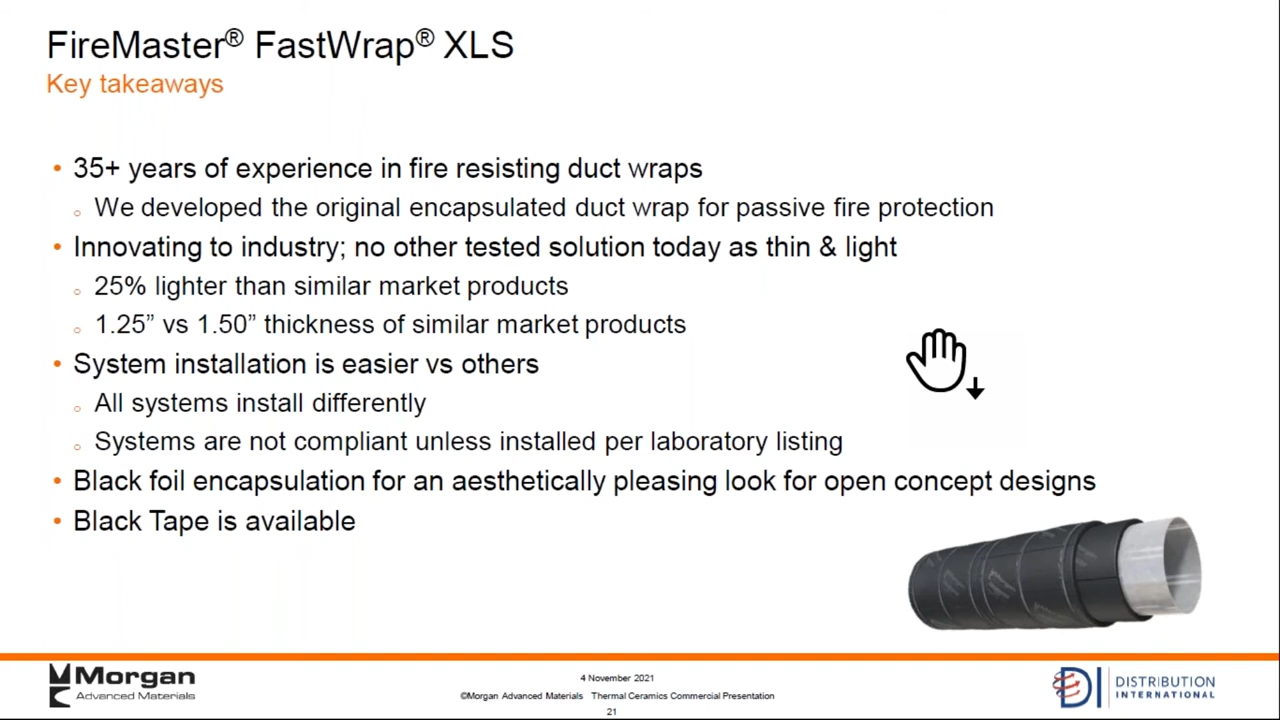 FireMaster® FastWrap® XLS
Key takeaways
• 35+ years of experience in fire resisting duct wraps
o We developed the original encapsulated duct wrap for passive fire protection
• Innovating to industry; no other tested solution today as thin & light
o 25% lighter than similar market products
o 1.25” vs 1.50” thickness of similar market products
• System installation is easier vs others
o All systems install differently
o Systems are not compliant unless installed per laboratory listing
• Black foil encapsulation for an aesthetically pleasing look for open concept designs
• Black Tape is available
Morgan
Advanced Materials
4 November 2021
©Morgan Advanced Materials Thermal Ceramics Commercial Presentation
21
DI
DISTRIBUTION
INTERNATIONAL